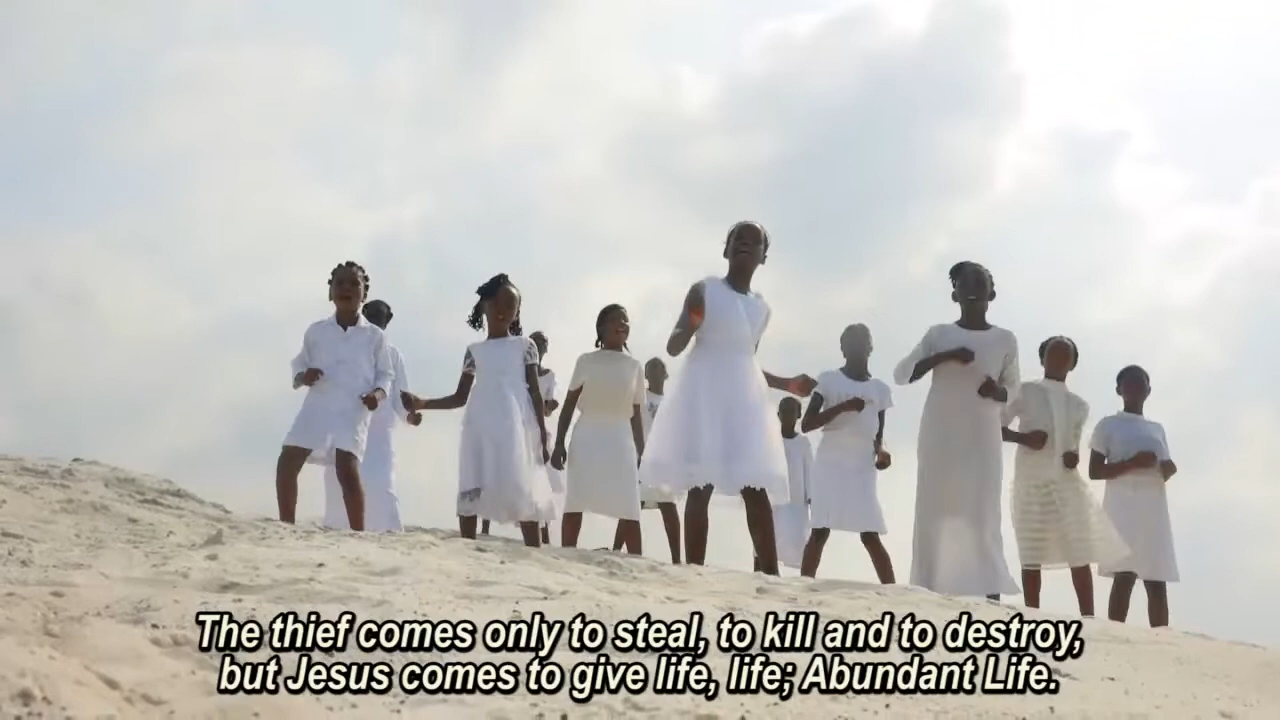 The thief comes only to steal, to kill and to destroy,
but Jesus comes to give life, life; Abundant Life.